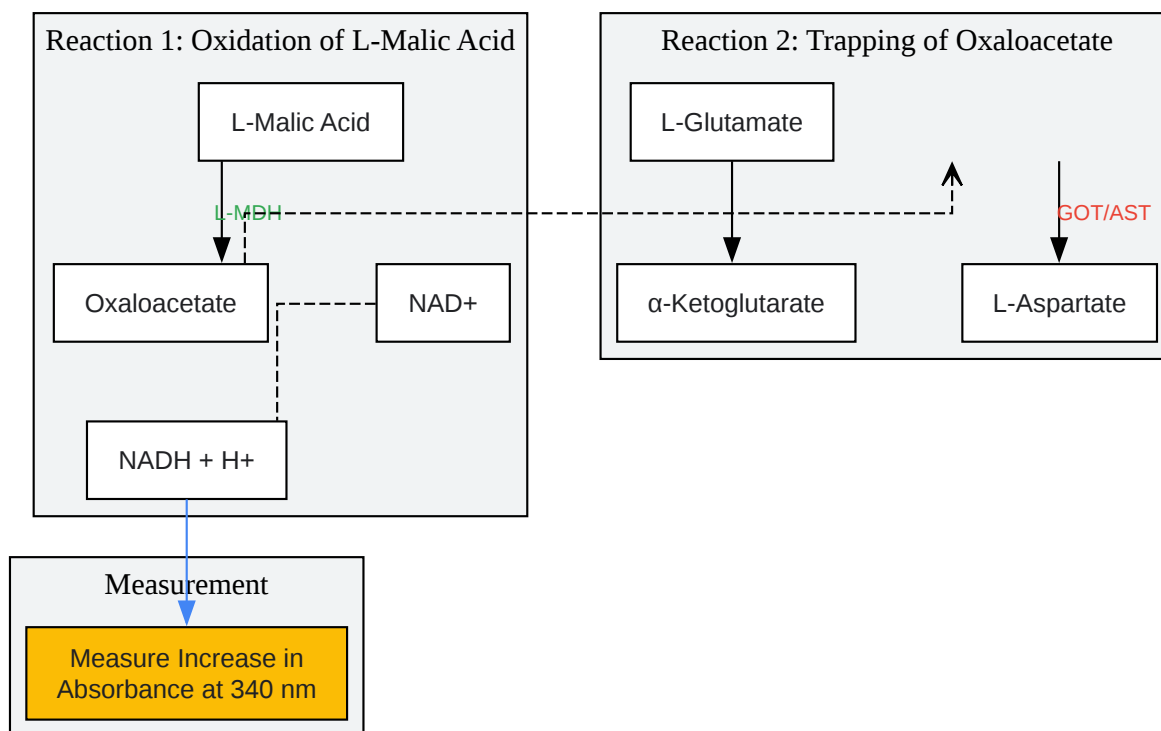 Reaction 1: Oxidation of L-Malic Acid
L-Malic Acid
L-MDH
Oxaloacetate
NAD+
NADH + H+
Reaction 2: Trapping of Oxaloacetate
L-Glutamate
GOT/AST
α-Ketoglutarate
L-Aspartate
Measurement
Measure Increase in
Absorbance at 340 nm